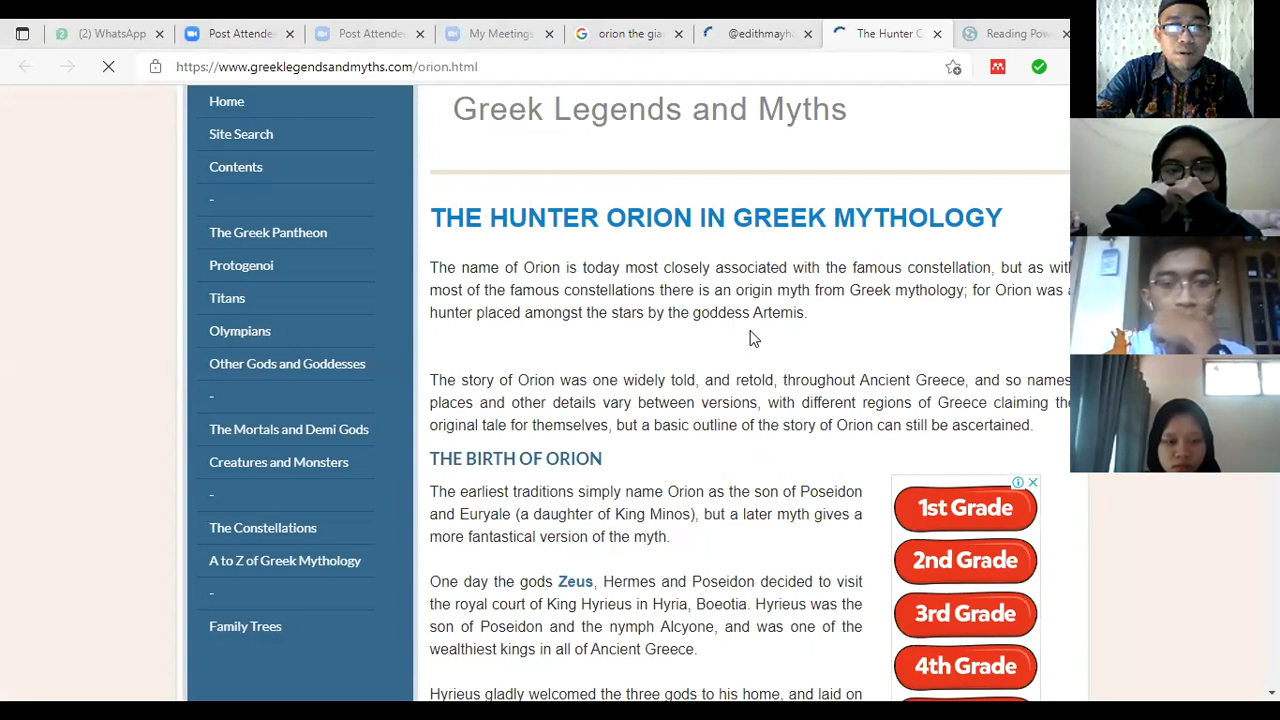 (2) WhatsApp
Post Attende
Post Attende
My Meetings
orion the gia
@edithmayh
The Hunter C
Reading Pow
https://www.greeklegendsandmyths.com/orion.html
Home
Site Search
Contents
-
The Greek Pantheon
Protogenoi
Titans
Olympians
Other Gods and Goddesses
-
The Mortals and Demi Gods
Creatures and Monsters
-
The Constellations
A to Z of Greek Mythology
-
Family Trees
Greek Legends and Myths
THE HUNTER ORION IN GREEK MYTHOLOGY
The name of Orion is today most closely associated with the famous constellation, but as with
most of the famous constellations there is an origin myth from Greek mythology; for Orion was a
hunter placed amongst the stars by the goddess Artemis.
The story of Orion was one widely told, and retold, throughout Ancient Greece, and so names
places and other details vary between versions, with different regions of Greece claiming the
original tale for themselves, but a basic outline of the story of Orion can still be ascertained.
THE BIRTH OF ORION
The earliest traditions simply name Orion as the son of Poseidon
and Euryale (a daughter of King Minos), but a later myth gives a
more fantastical version of the myth.
One day the gods Zeus, Hermes and Poseidon decided to visit
the royal court of King Hyrieus in Hyria, Boeotia. Hyrieus was the
son of Poseidon and the nymph Alcyone, and was one of the
wealthiest kings in all of Ancient Greece.
Hyrieus gladly welcomed the three gods to his home, and laid on
1st Grade
2nd Grade
3rd Grade
4th Grade